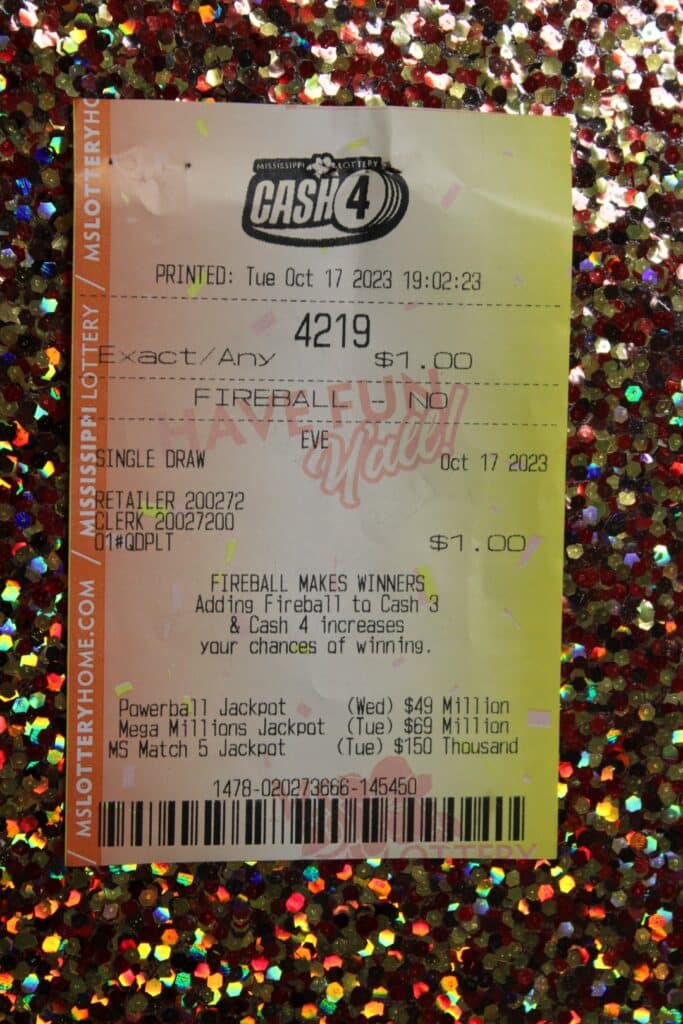 MISSISSIPPI LOTTERY
CASH 4
PRINTED: Tue Oct 17 2023 19:02:23
4219
Exact/Any $1.00
FIREBALL - NO
HAVE FUN
Y'all!
EVE
SINGLE DRAW Oct 17 2023
RETAILER 200272
CLERK 20027200
01#QDPLT $1.00
FIREBALL MAKES WINNERS
Adding Fireball to Cash 3
& Cash 4 increases
your chances of winning.
Powerball Jackpot (Wed) $49 Million
Mega Millions Jackpot (Tue) $69 Million
MS Match 5 Jackpot (Tue) $150 Thousand
1478-020273666-145450
LOTTERY
/ MSLOTTERYHOME.COM / MISSISSIPPI LOTTERY / MSLOTTERYHO